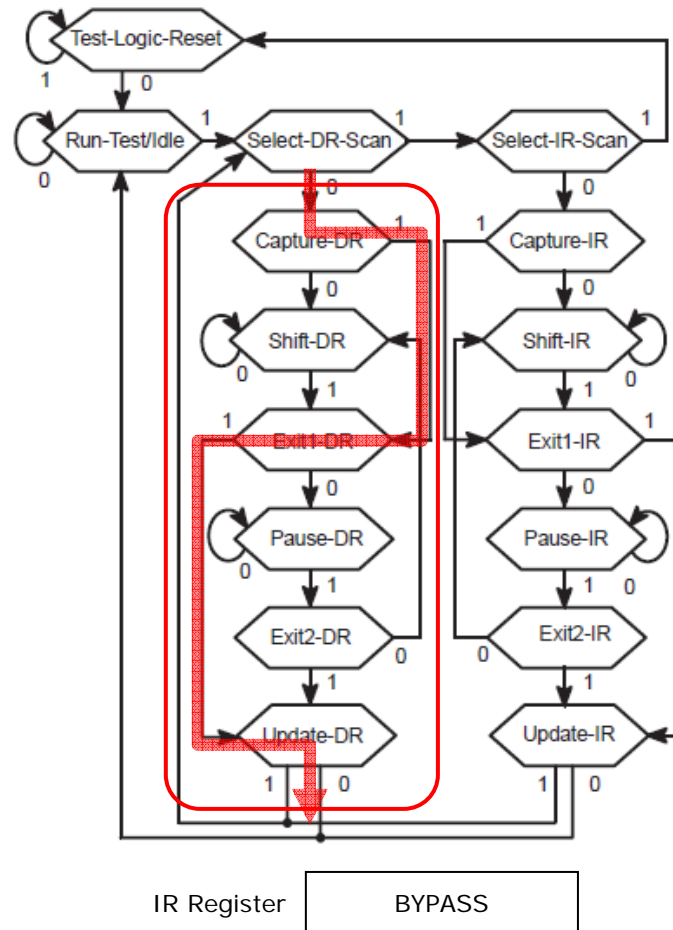 Test-Logic-Reset
1
0
Run-Test/Idle
1
Select-DR-Scan
1
Select-IR-Scan
1
0
0
0
Capture-DR
1
1
Capture-IR
0
0
Shift-DR
Shift-IR
0
0
1
1
1
Exit1-DR
Exit1-IR
1
0
0
Pause-DR
Pause-IR
0
0
1
1
Exit2-DR
0
0
Exit2-IR
1
1
Update-DR
Update-IR
1
0
1
0
IR Register
BYPASS